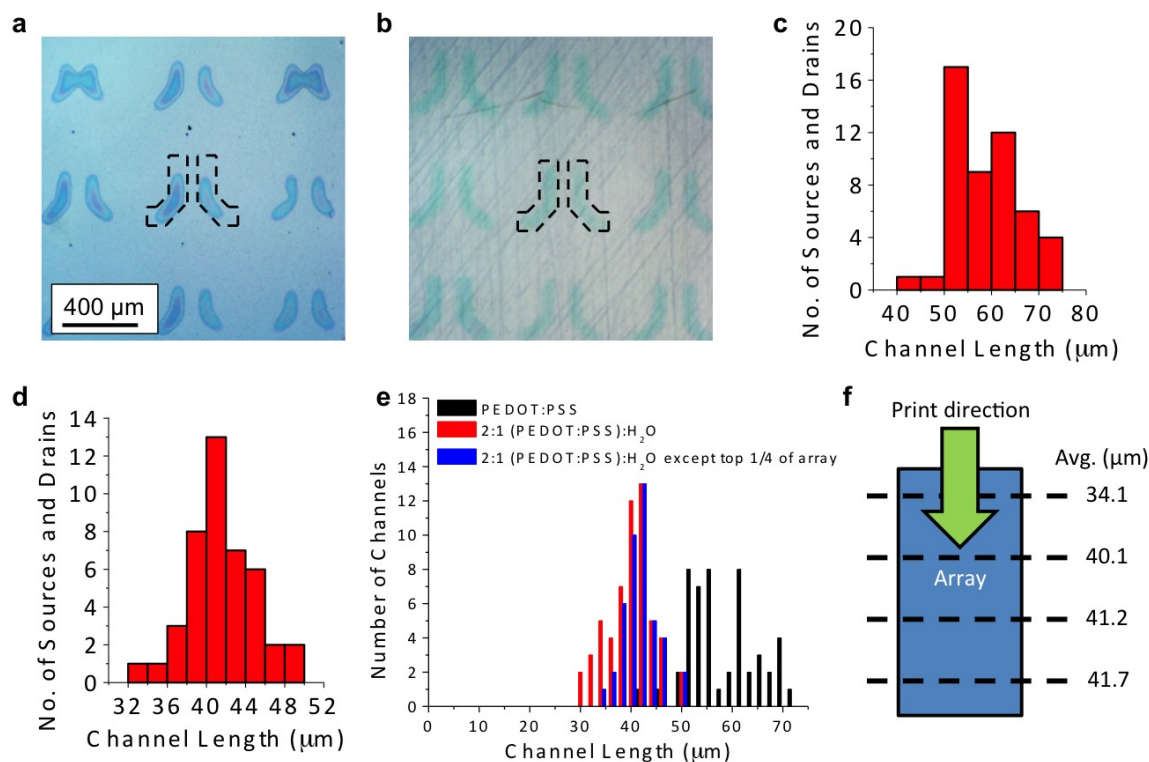 a
400 μm
b
c
No. of Sources and Drains
20
16
12
8
4
0
40 50 60 70 80
Channel Length (μm)
d
No. of Sources and Drains
14
12
10
8
6
4
2
0
32 36 40 44 48 52
Channel Length (μm)
e
PEDOT:PSS
2:1 (PEDOT:PSS):H₂O
2:1 (PEDOT:PSS):H₂O except top 1/4 of array
Number of Channels
18
16
14
12
10
8
6
4
2
0
0 10 20 30 40 50 60 70
Channel Length (μm)
f
Print direction
Avg. (μm)
34.1
40.1
Array
41.2
41.7